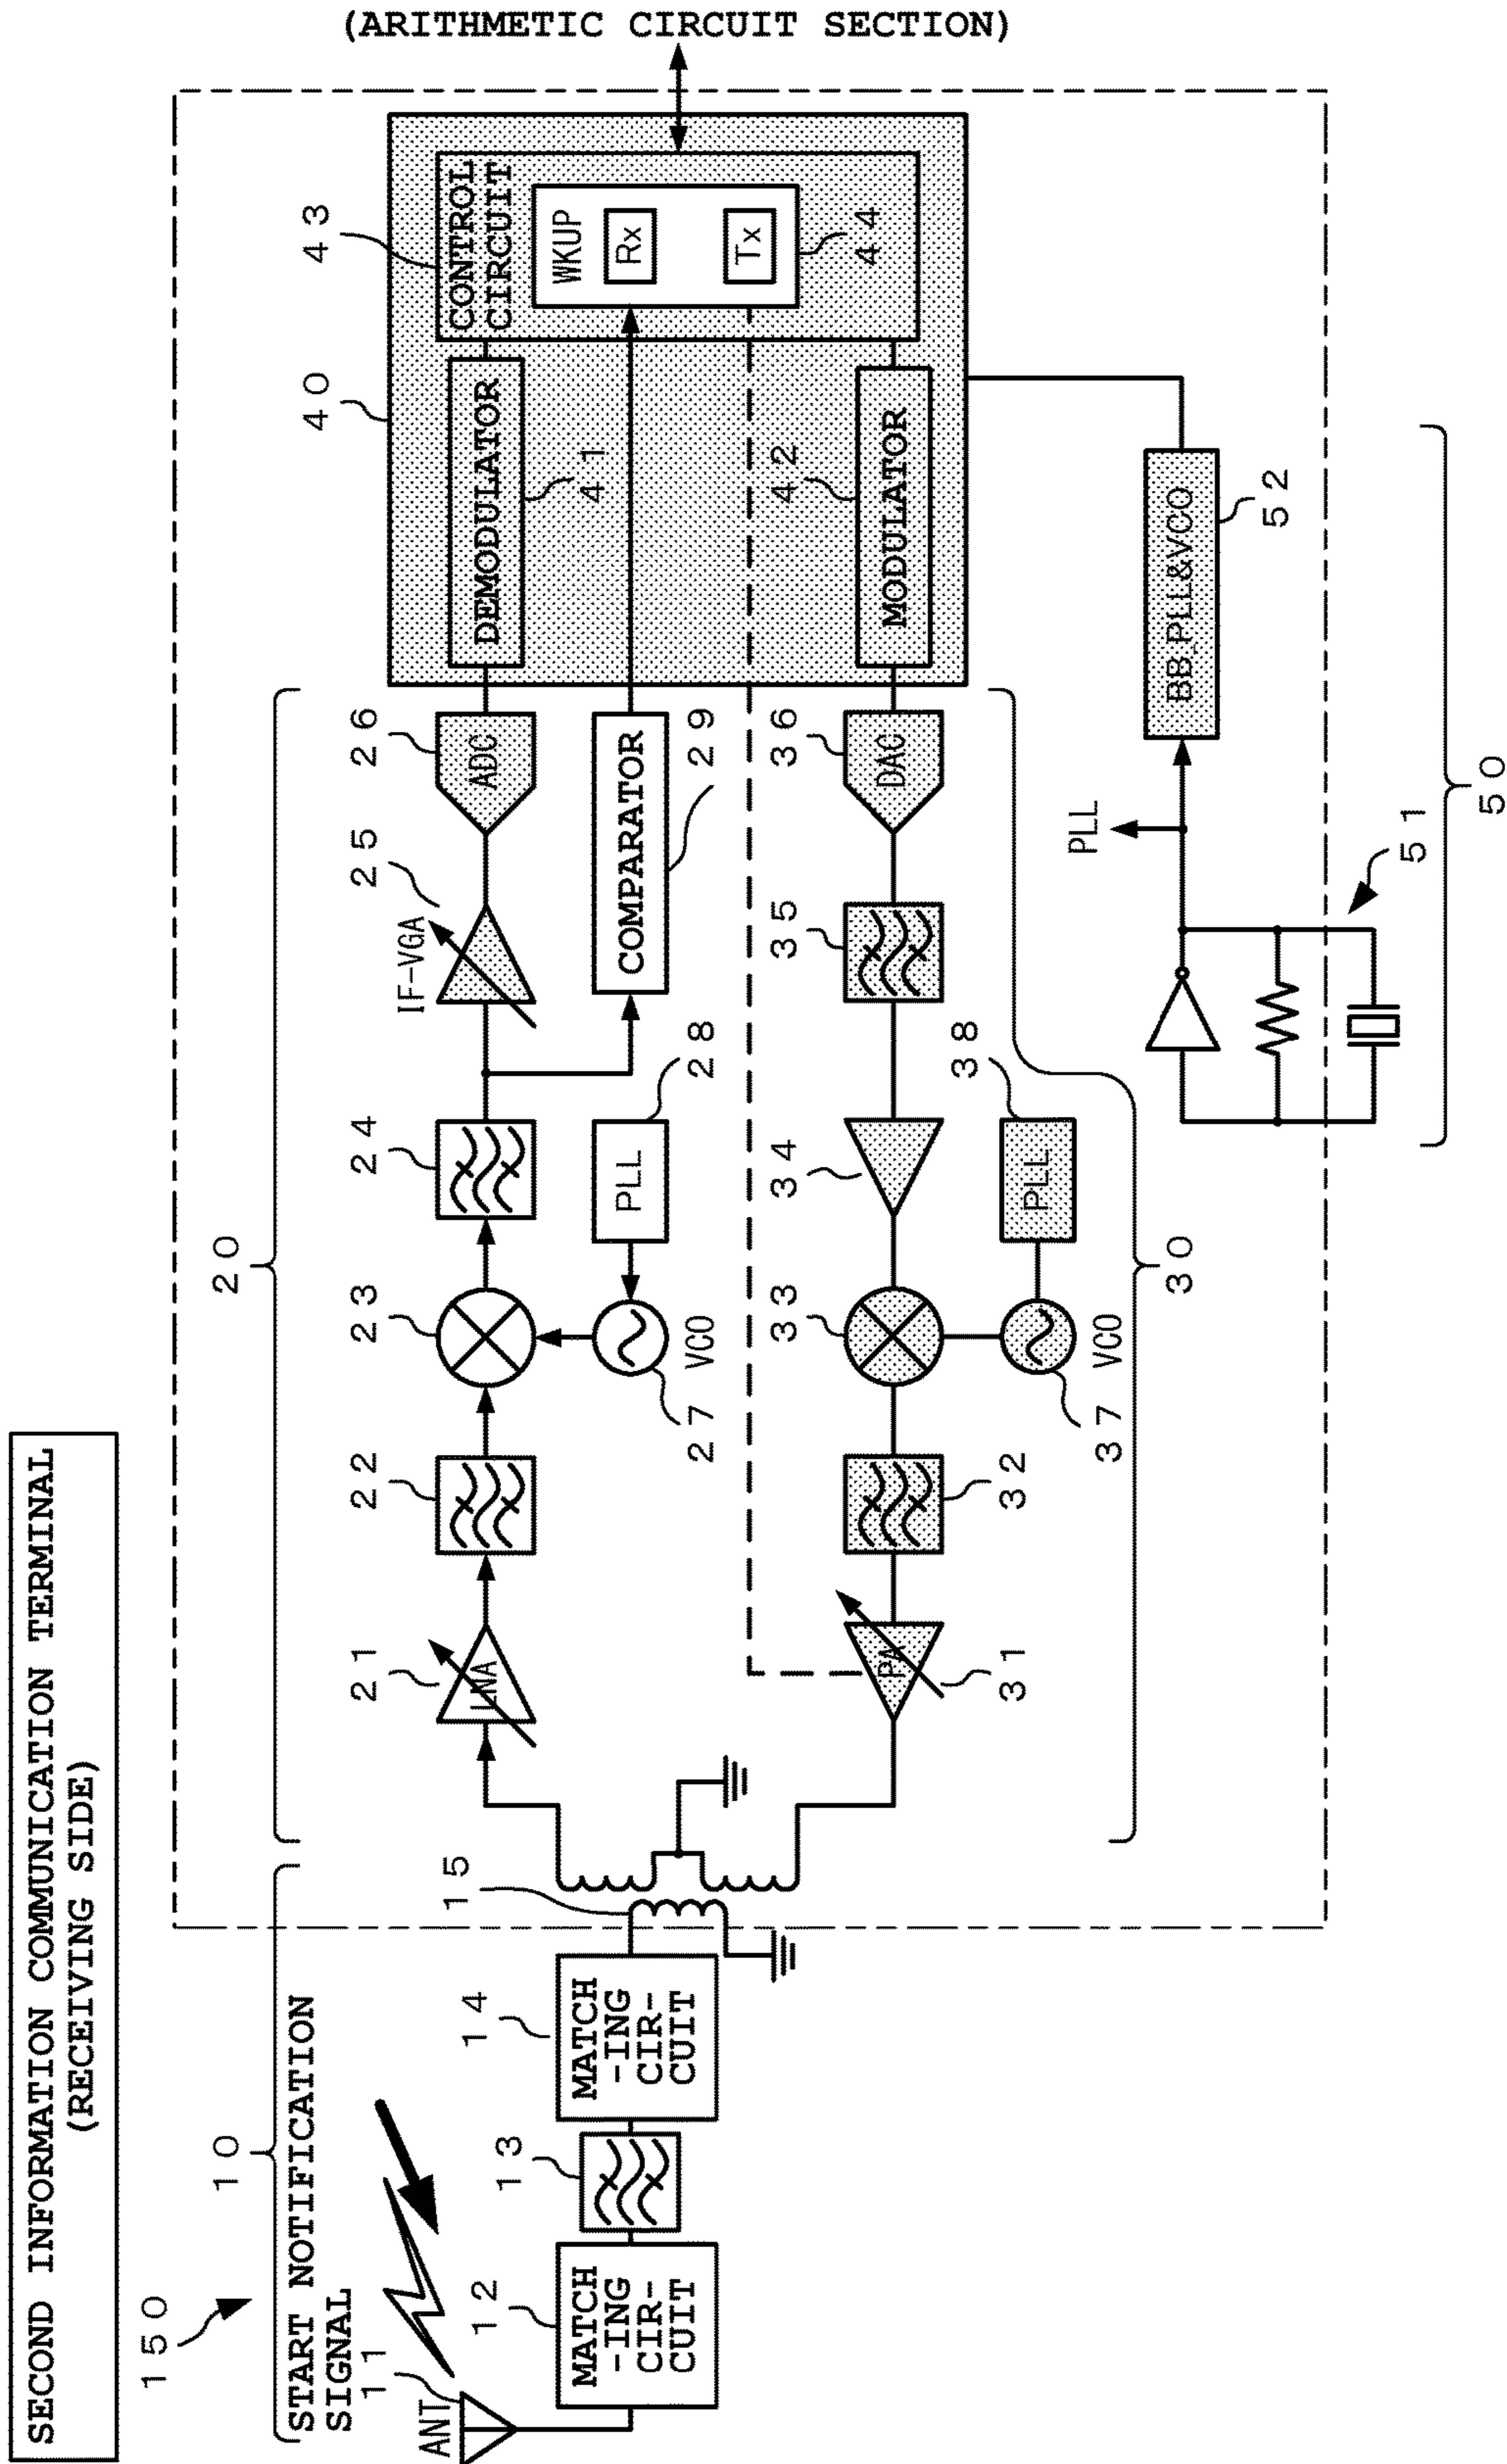 SECOND INFORMATION COMMUNICATION TERMINAL
(RECEIVING SIDE)
150
10
START NOTIFICATION
SIGNAL
ANT
11
12
MATCH
-ING
CIR-
CUIT
13
14
MATCH
-ING
CIR-
CUIT
15
20
21
LNA
22
23
24
25
IF-VGA
26
ADC
27
VCO
28
PLL
29
COMPARATOR
30
31
PA
32
33
34
35
36
DAC
37
VCO
38
PLL
40
DEMODULATOR
41
MODULATOR
42
43
CONTROL
CIRCUIT
WKUP
Rx
Tx
44
(ARITHMETIC CIRCUIT SECTION)
PLL
51
BB_PLL&VCO
52
50